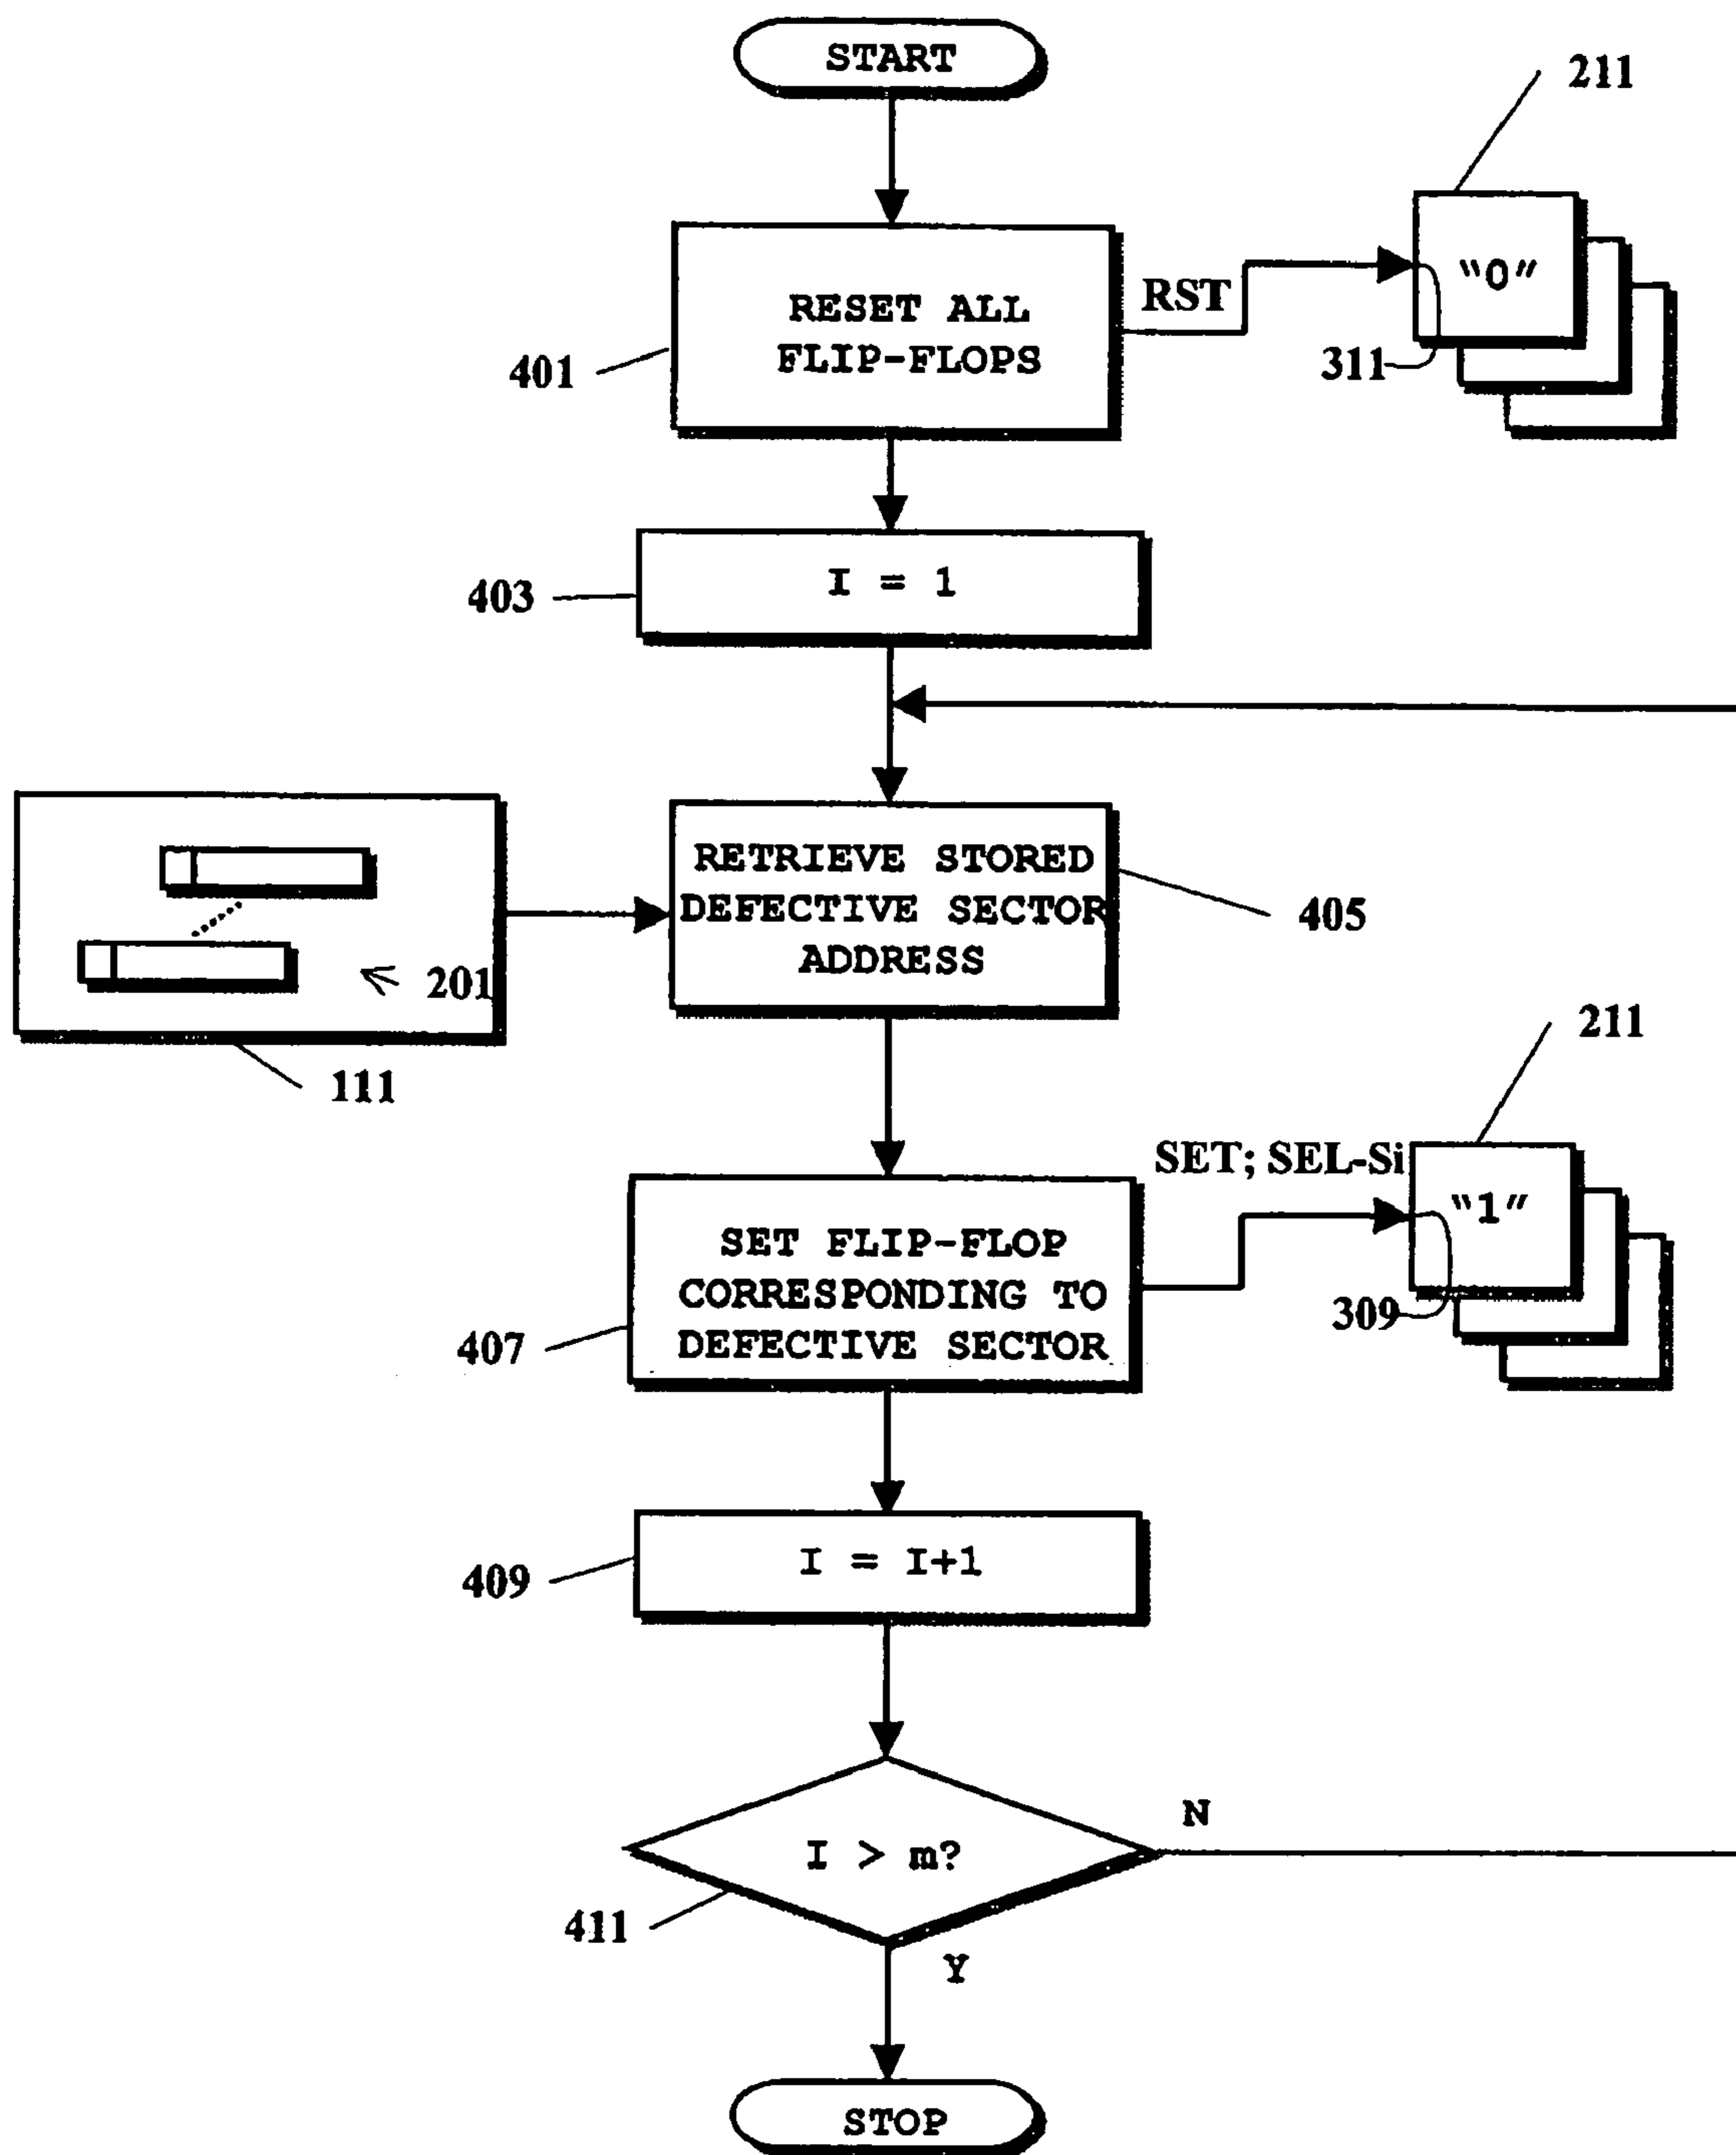 START
211
"0"
RESET ALL
FLIP-FLOPS
RST
401
311
I = 1
403
RETRIEVE STORED
DEFECTIVE SECTOR
ADDRESS
405
201
111
211
SET; SEL-Si
"1"
SET FLIP-FLOP
CORRESPONDING TO
DEFECTIVE SECTOR
407
309
I = I+1
409
N
I > m?
411
Y
STOP